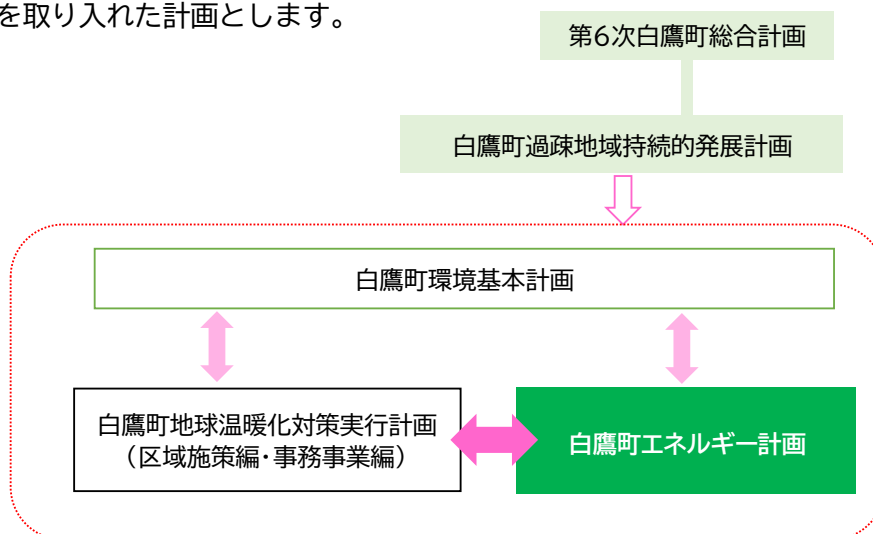 を取り入れた計画とします。
第6次白鷹町総合計画
白鷹町過疎地域持続的発展計画
白鷹町環境基本計画
白鷹町地球温暖化対策実行計画
（区域施策編・事務事業編）
白鷹町エネルギー計画